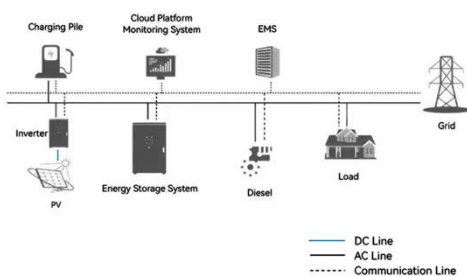 Charging Pile
Cloud Platform
Monitoring System
EMS
Grid
Inverter
PV
Energy Storage System
Diesel
Load
DC Line
AC Line
Communication Line